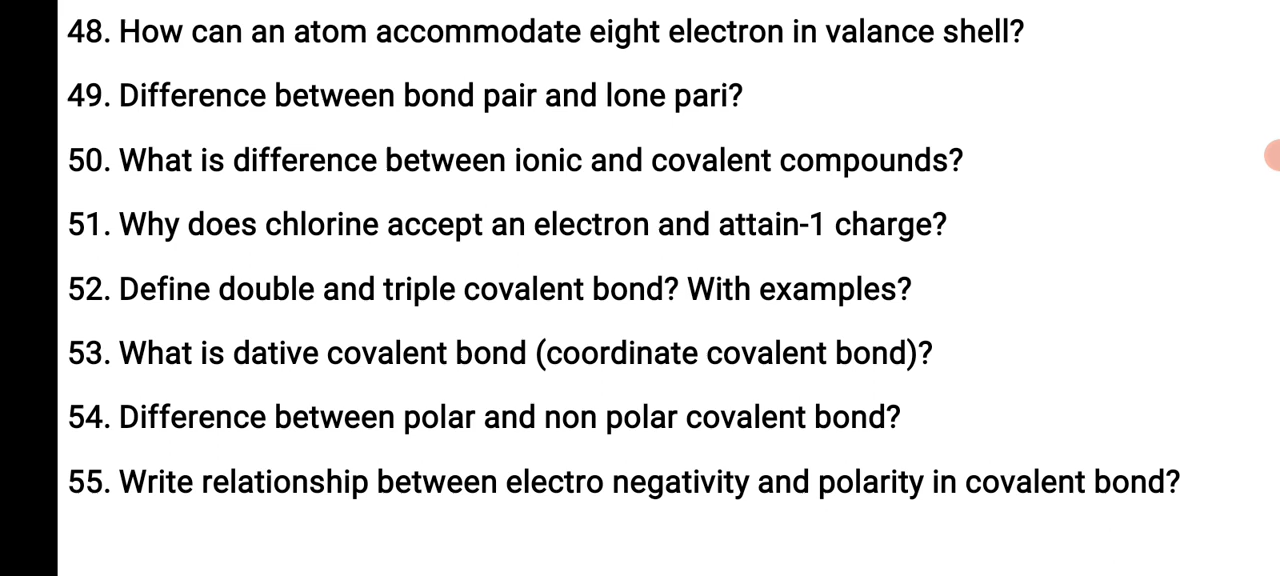 48. How can an atom accommodate eight electron in valance shell?
49. Difference between bond pair and lone pari?
50. What is difference between ionic and covalent compounds?
51. Why does chlorine accept an electron and attain-1 charge?
52. Define double and triple covalent bond? With examples?
53. What is dative covalent bond (coordinate covalent bond)?
54. Difference between polar and non polar covalent bond?
55. Write relationship between electro negativity and polarity in covalent bond?